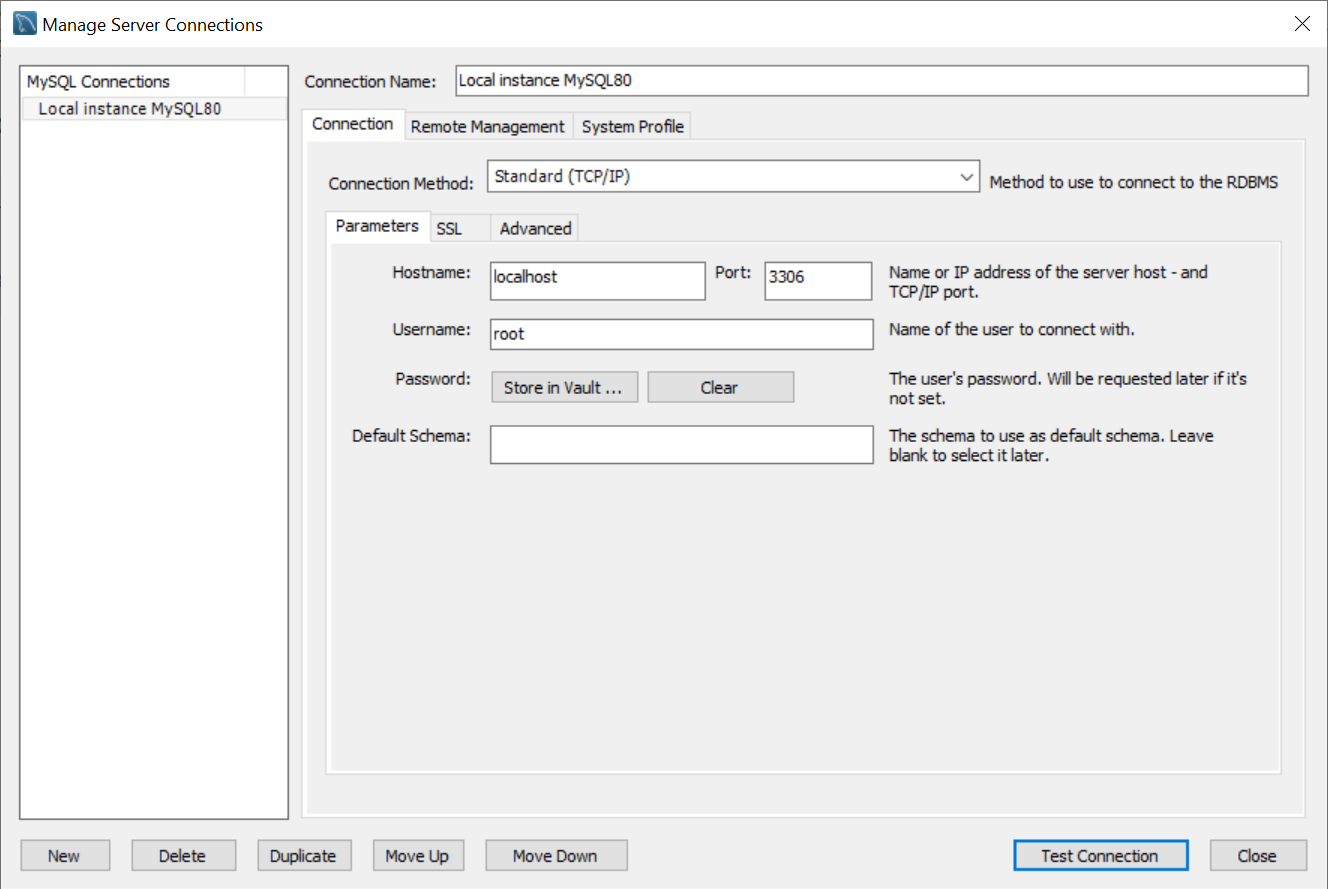 Manage Server Connections
MySQL Connections
Local instance MySQL80
Connection Name: Local instance MySQL80
Connection Remote Management System Profile
Connection Method: Standard (TCP/IP) Method to use to connect to the RDBMS
Parameters SSL Advanced
Hostname: localhost Port: 3306 Name or IP address of the server host - and
TCP/IP port.
Username: root Name of the user to connect with.
Password: Store in Vault ... Clear The user's password. Will be requested later if it's
not set.
Default Schema: The schema to use as default schema. Leave
blank to select it later.
New Delete Duplicate Move Up Move Down Test Connection Close